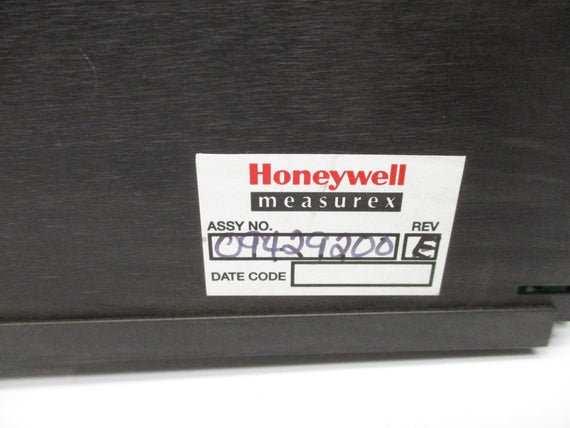 Honeywell
measurex
ASSY NO. REV
09429200 E
DATE CODE